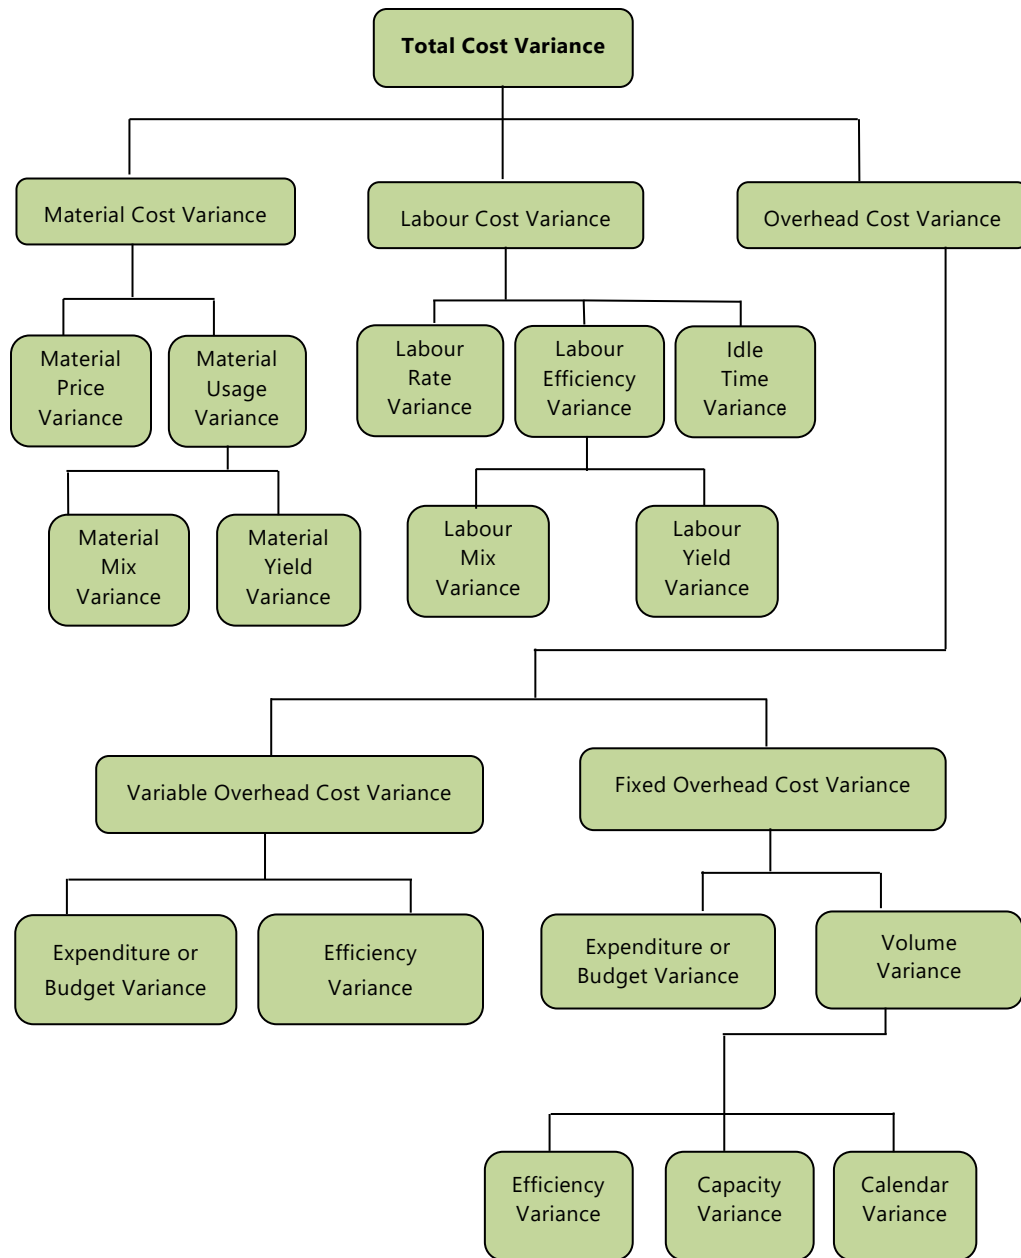 Total Cost Variance
Material Cost Variance
Labour Cost Variance
Overhead Cost Variance
Material
Price
Variance
Material
Usage
Variance
Labour
Rate
Variance
Labour
Efficiency
Variance
Idle
Time
Variance
Material
Mix
Variance
Material
Yield
Variance
Labour
Mix
Variance
Labour
Yield
Variance
Variable Overhead Cost Variance
Fixed Overhead Cost Variance
Expenditure or
Budget Variance
Efficiency
Variance
Expenditure or
Budget Variance
Volume
Variance
Efficiency
Variance
Capacity
Variance
Calendar
Variance